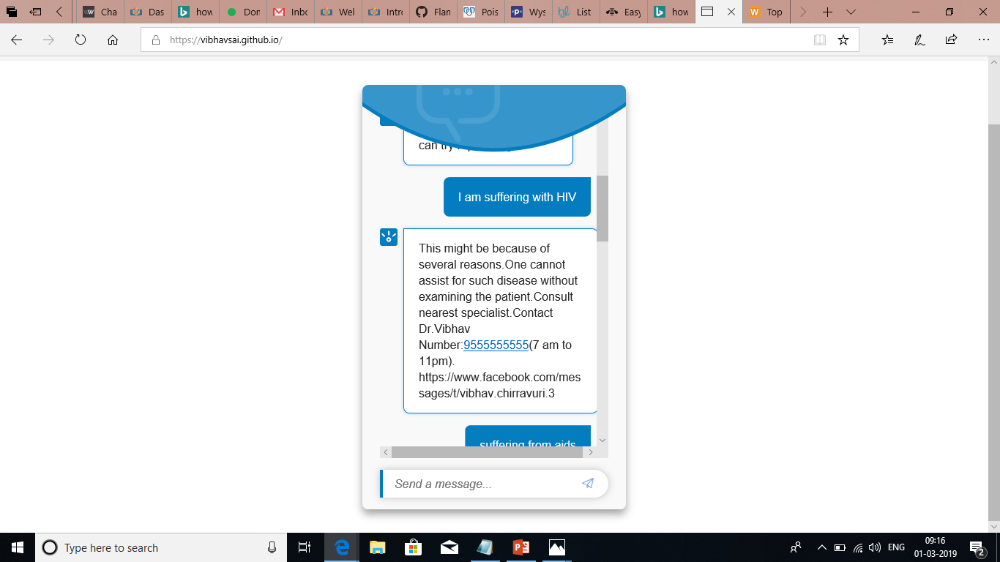 Cha
Das
how
Don
Inbo
Wel
Intro
Flan
Pois
Wys
List
Easy
how
Top
https://vibhavsai.github.io/
can try
I am suffering with HIV
This might be because of
several reasons.One cannot
assist for such disease without
examining the patient.Consult
nearest specialist.Contact
Dr.Vibhav
Number:9555555555(7 am to
11pm).
https://www.facebook.com/mes
sages/t/vibhav.chirravuri.3
suffering from aids
Send a message...
Type here to search
ENG
09:16
01-03-2019
2